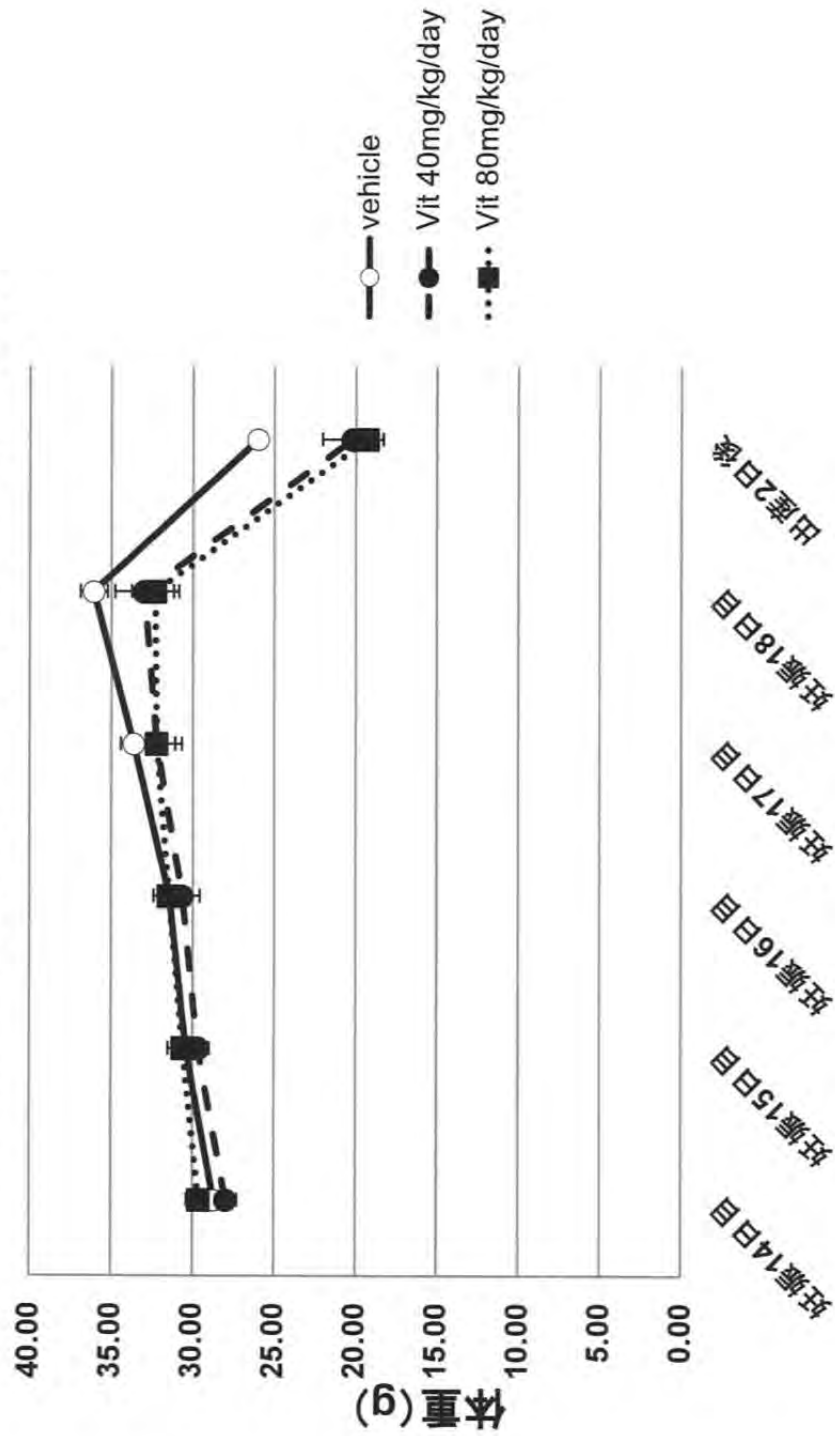 40.00
35.00
30.00
25.00
20.00
15.00
10.00
5.00
0.00
体重(g)
妊娠14日目
妊娠15日目
妊娠16日目
妊娠17日目
妊娠18日目
出産2日後
vehicle
Vit 40mg/kg/day
Vit 80mg/kg/day